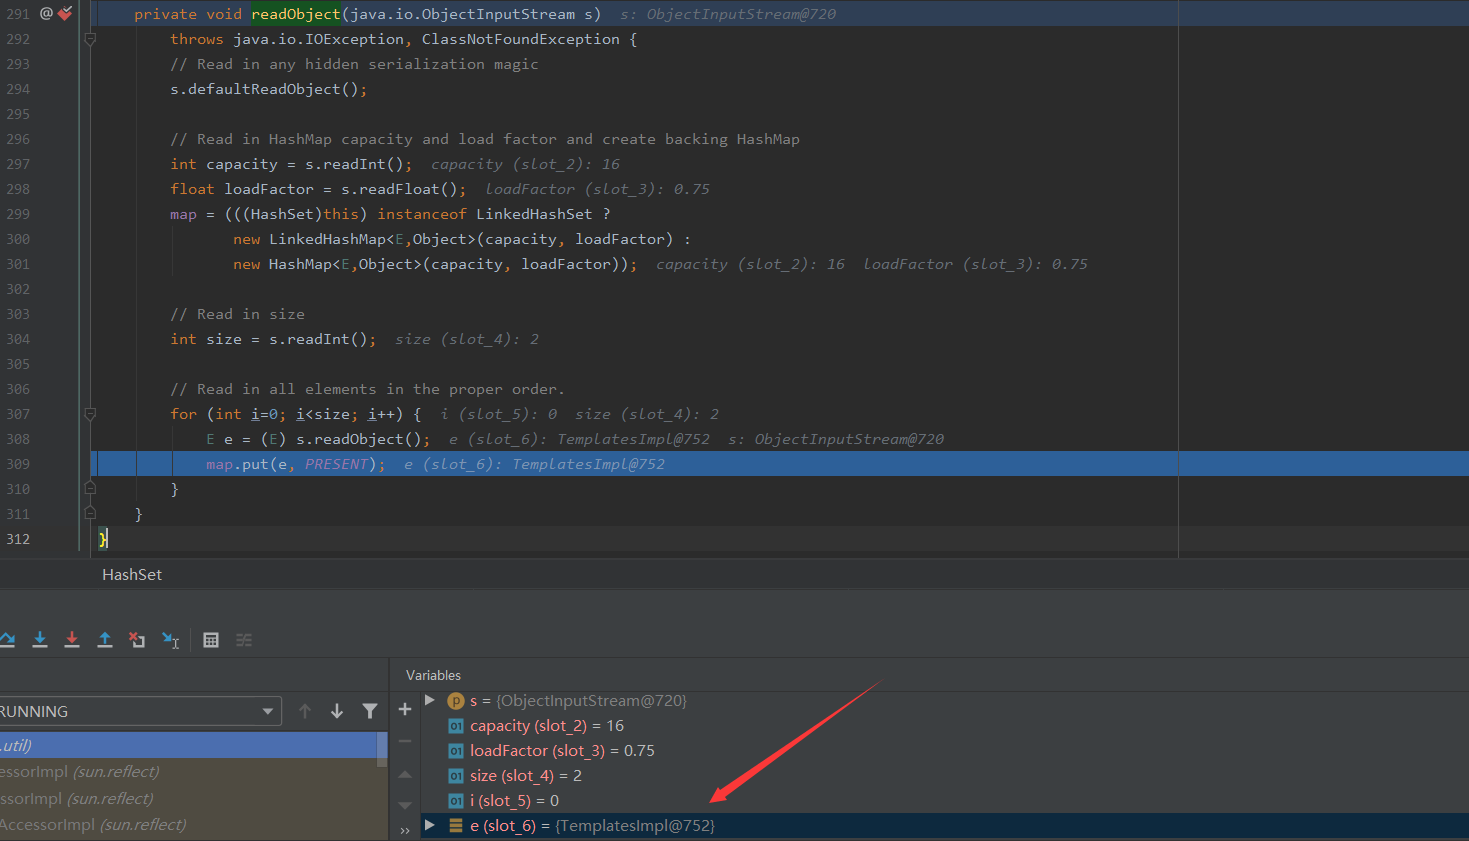 291 @ private void readObject(java.io.ObjectInputStream s) s: ObjectInputStream@720
292 throws java.io.IOException, ClassNotFoundException {
293 // Read in any hidden serialization magic
294 s.defaultReadObject();
295
296 // Read in HashMap capacity and load factor and create backing HashMap
297 int capacity = s.readInt(); capacity (slot_2): 16
298 float loadFactor = s.readFloat(); loadFactor (slot_3): 0.75
299 map = (((HashSet)this) instanceof LinkedHashSet ?
300 new LinkedHashMap<E,Object>(capacity, loadFactor) :
301 new HashMap<E,Object>(capacity, loadFactor)); capacity (slot_2): 16 loadFactor (slot_3): 0.75
302
303 // Read in size
304 int size = s.readInt(); size (slot_4): 2
305
306 // Read in all elements in the proper order.
307 for (int i=0; i<size; i++) { i (slot_5): 0 size (slot_4): 2
308 E e = (E) s.readObject(); e (slot_6): TemplatesImpl@752 s: ObjectInputStream@720
309 map.put(e, PRESENT); e (slot_6): TemplatesImpl@752
310 }
311 }
312 }
HashSet
Variables
RUNNING
.util)
essorImpl (sun.reflect)
ssorImpl (sun.reflect)
AccessorImpl (sun.reflect)
p s = {ObjectInputStream@720}
01 capacity (slot_2) = 16
01 loadFactor (slot_3) = 0.75
01 size (slot_4) = 2
01 i (slot_5) = 0
e (slot_6) = {TemplatesImpl@752}